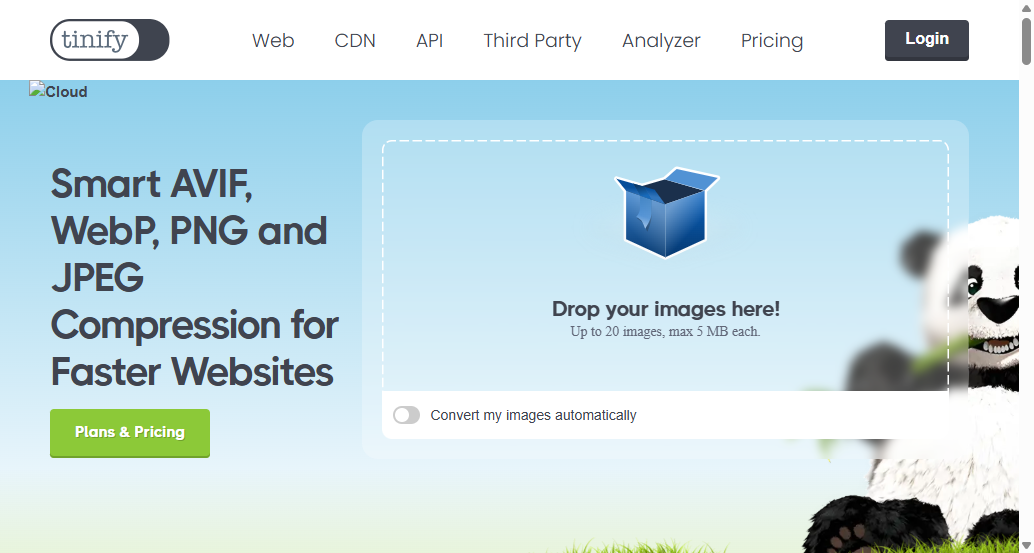 tinify
Web
CDN
API
Third Party
Analyzer
Pricing
Login
Cloud
Smart AVIF,
WebP, PNG and
JPEG
Compression for
Faster Websites
Plans & Pricing
Drop your images here!
Up to 20 images, max 5 MB each.
Convert my images automatically